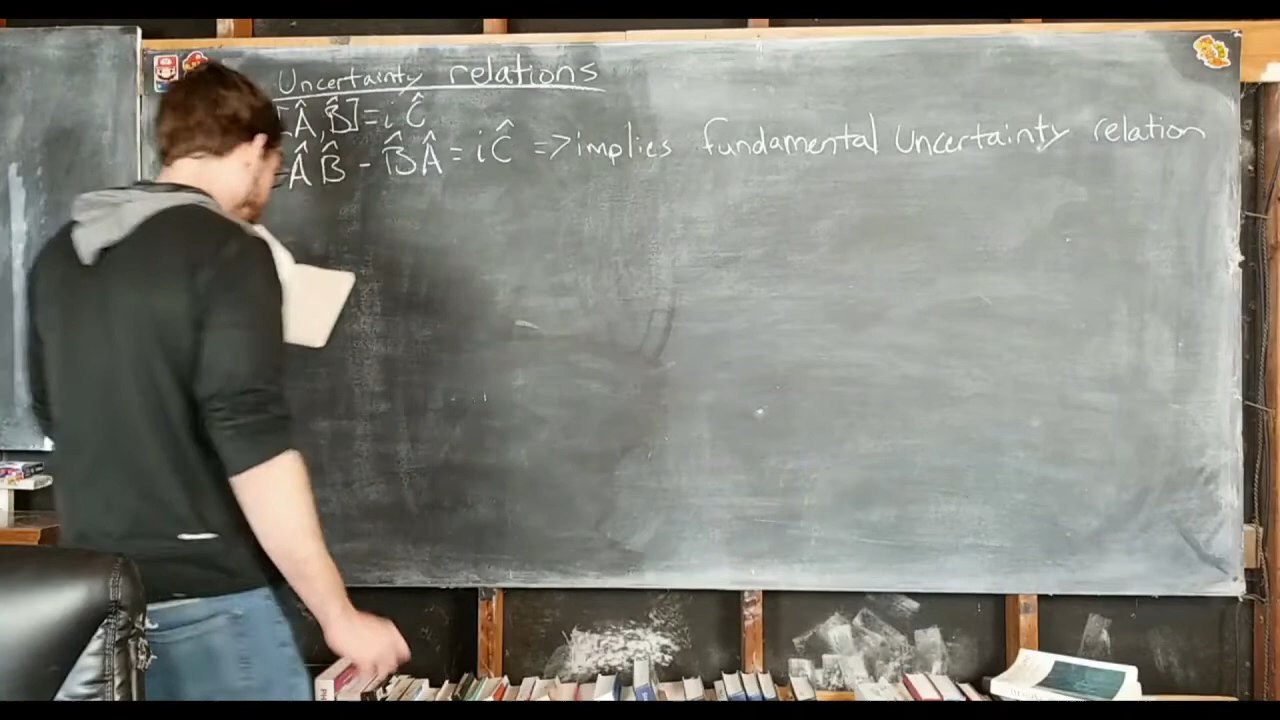 Uncertainty relations
[Â,B̂]=iĈ
ÂB̂ - B̂Â = iĈ => implies fundamental Uncertainty relation